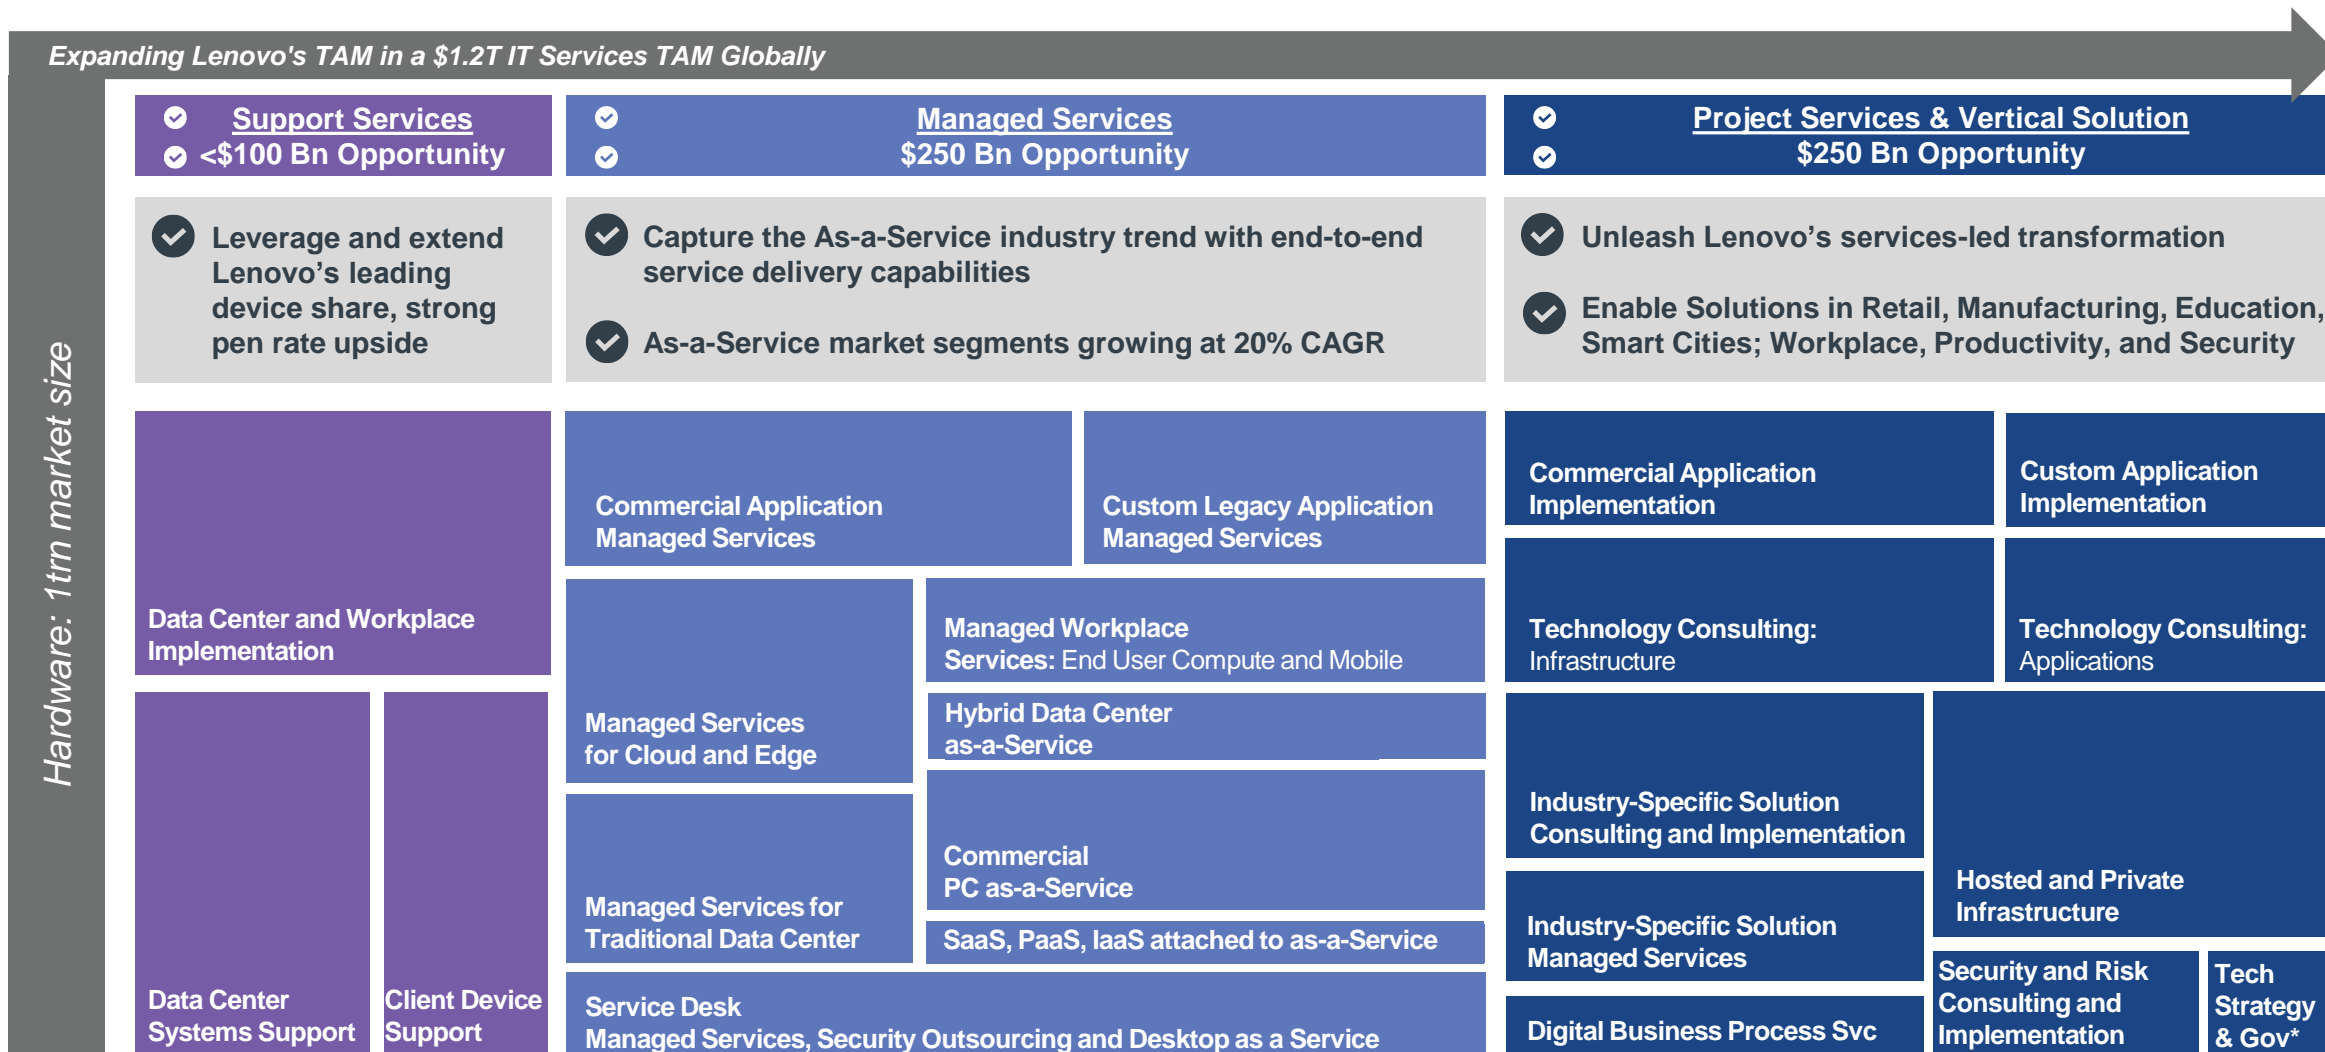 Expanding Lenovo's TAM in a $1.2T IT Services TAM Globally
Hardware: 1trn market size
Support Services
<$100 Bn Opportunity
Managed Services
$250 Bn Opportunity
Project Services & Vertical Solution
$250 Bn Opportunity
Leverage and extend
Lenovo’s leading
device share, strong
pen rate upside
Capture the As-a-Service industry trend with end-to-end
service delivery capabilities
As-a-Service market segments growing at 20% CAGR
Unleash Lenovo’s services-led transformation
Enable Solutions in Retail, Manufacturing, Education,
Smart Cities; Workplace, Productivity, and Security
Data Center and Workplace
Implementation
Data Center
Systems Support
Client Device
Support
Commercial Application
Managed Services
Custom Legacy Application
Managed Services
Managed Services
for Cloud and Edge
Managed Workplace
Services: End User Compute and Mobile
Hybrid Data Center
as-a-Service
Managed Services for
Traditional Data Center
Commercial
PC as-a-Service
SaaS, PaaS, IaaS attached to as-a-Service
Service Desk
Managed Services, Security Outsourcing and Desktop as a Service
Commercial Application
Implementation
Custom Application
Implementation
Technology Consulting:
Infrastructure
Technology Consulting:
Applications
Industry-Specific Solution
Consulting and Implementation
Hosted and Private
Infrastructure
Industry-Specific Solution
Managed Services
Digital Business Process Svc
Security and Risk
Consulting and
Implementation
Tech
Strategy
& Gov*